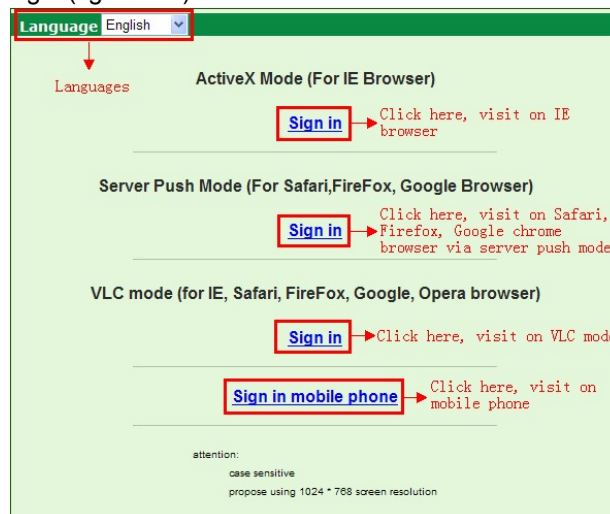 Language English
Languages
ActiveX Mode (For IE Browser)
Sign in
Click here, visit on IE
browser
Server Push Mode (For Safari,FireFox, Google Browser)
Sign in
Click here, visit on Safari,
Firefox, Google chrome
browser via server push mode
VLC mode (for IE, Safari, FireFox, Google, Opera browser)
Sign in
Click here, visit on VLC mode
Sign in mobile phone
Click here, visit on
mobile phone
attention:
case sensitive
propose using 1024 * 768 screen resolution